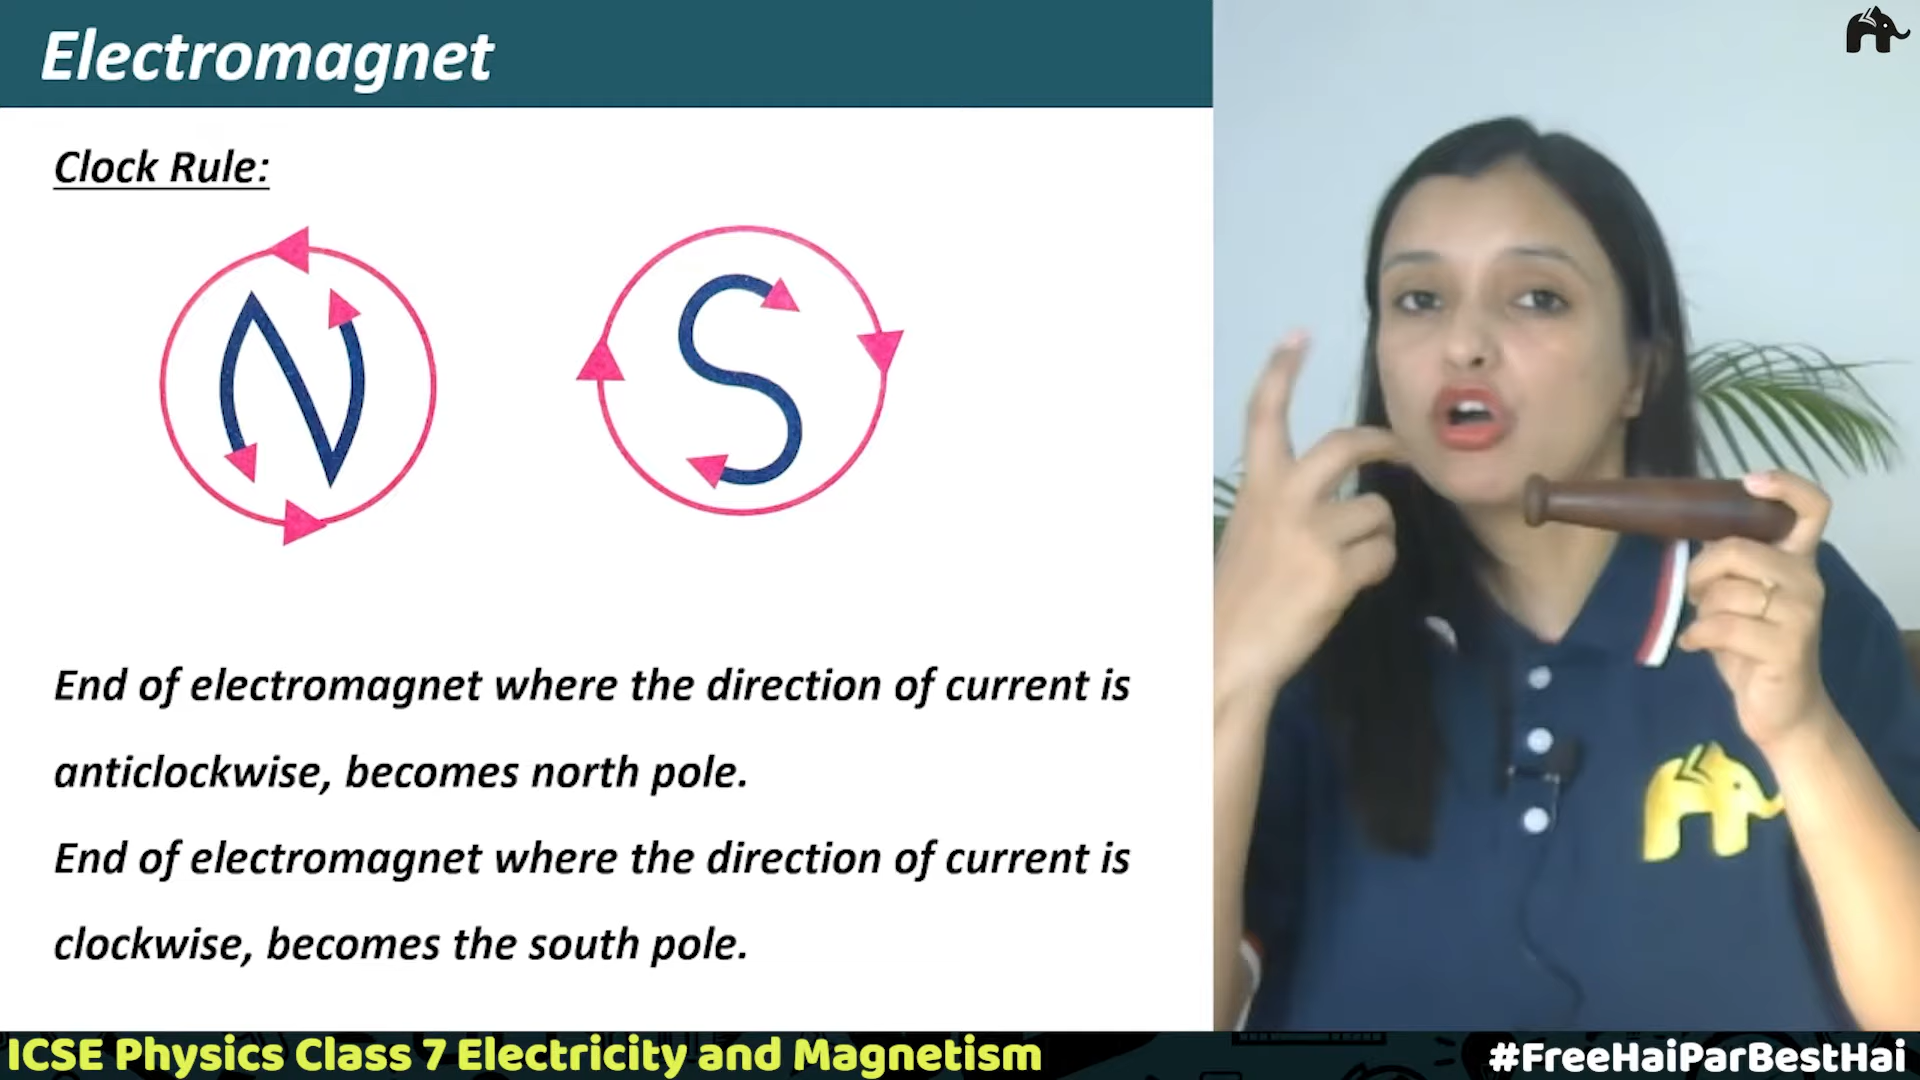 Electromagnet
Clock Rule:
N
S
End of electromagnet where the direction of current is
anticlockwise, becomes north pole.
End of electromagnet where the direction of current is
clockwise, becomes the south pole.
ICSE Physics Class 7 Electricity and Magnetism
#FreeHaiParBestHai